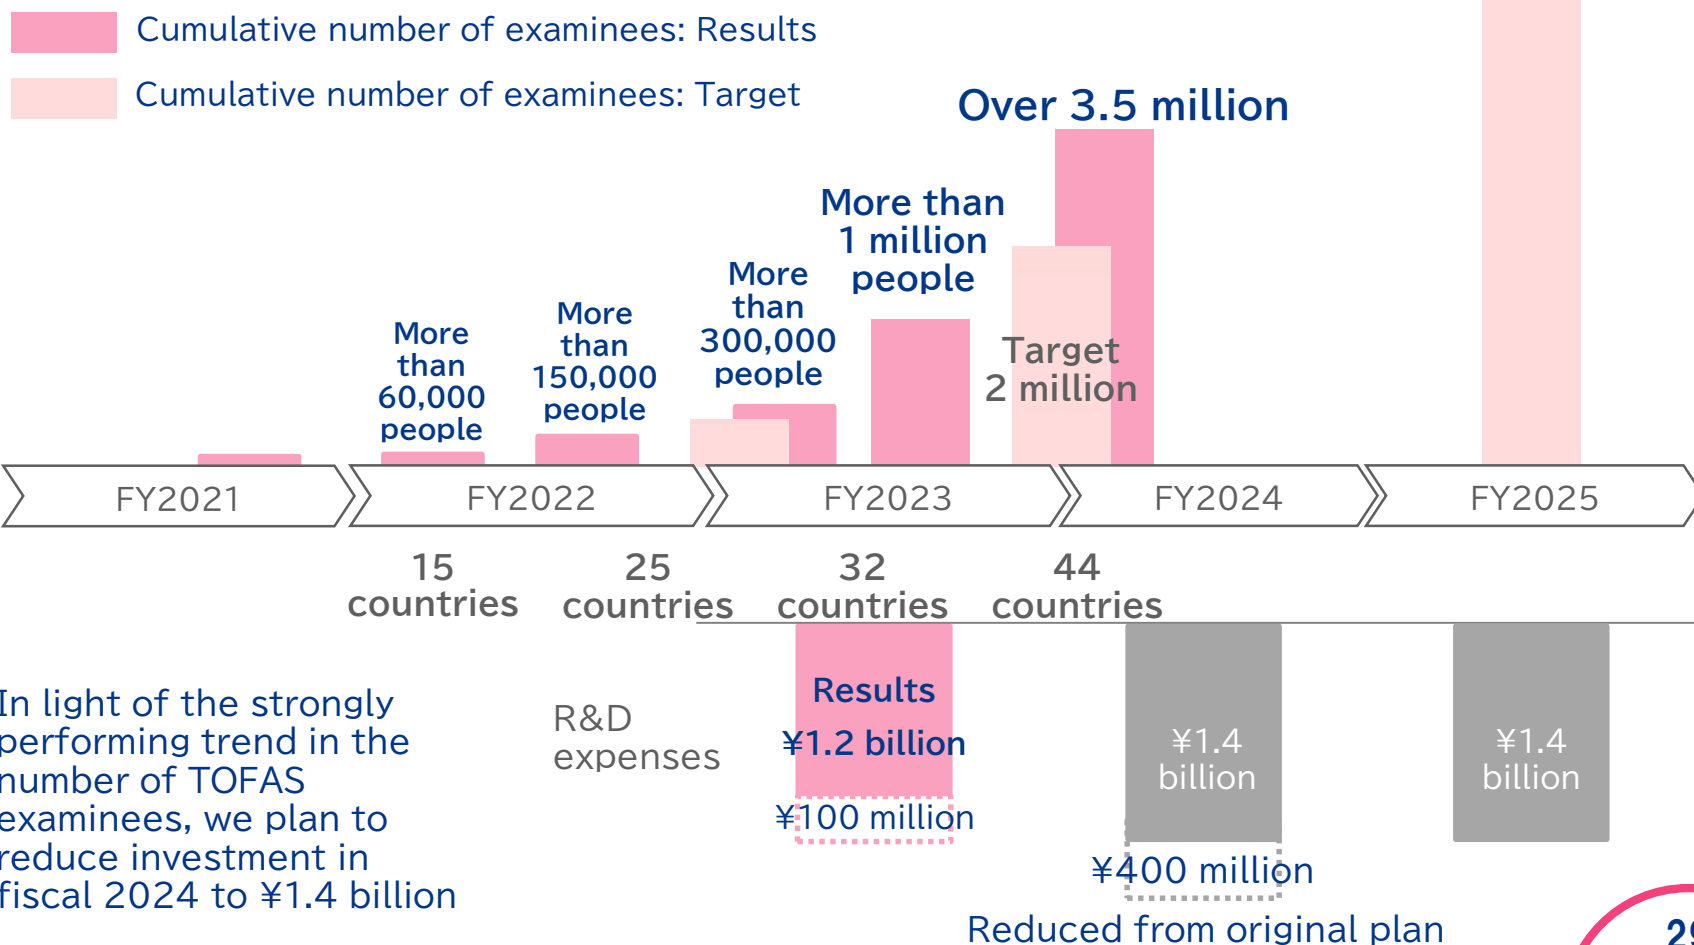 Cumulative number of examinees: Results
Cumulative number of examinees: Target
Over 3.5 million
More than
1 million
people
More
than
300,000
people
More
than
150,000
people
More
than
60,000
people
Target
2 million
FY2021
FY2022
FY2023
FY2024
FY2025
15
countries
25
countries
32
countries
44
countries
In light of the strongly
performing trend in the
number of TOFAS
examinees, we plan to
reduce investment in
fiscal 2024 to ¥1.4 billion
R&D
expenses
Results
¥1.2 billion
¥100 million
¥1.4
billion
¥400 million
Reduced from original plan
¥1.4
billion